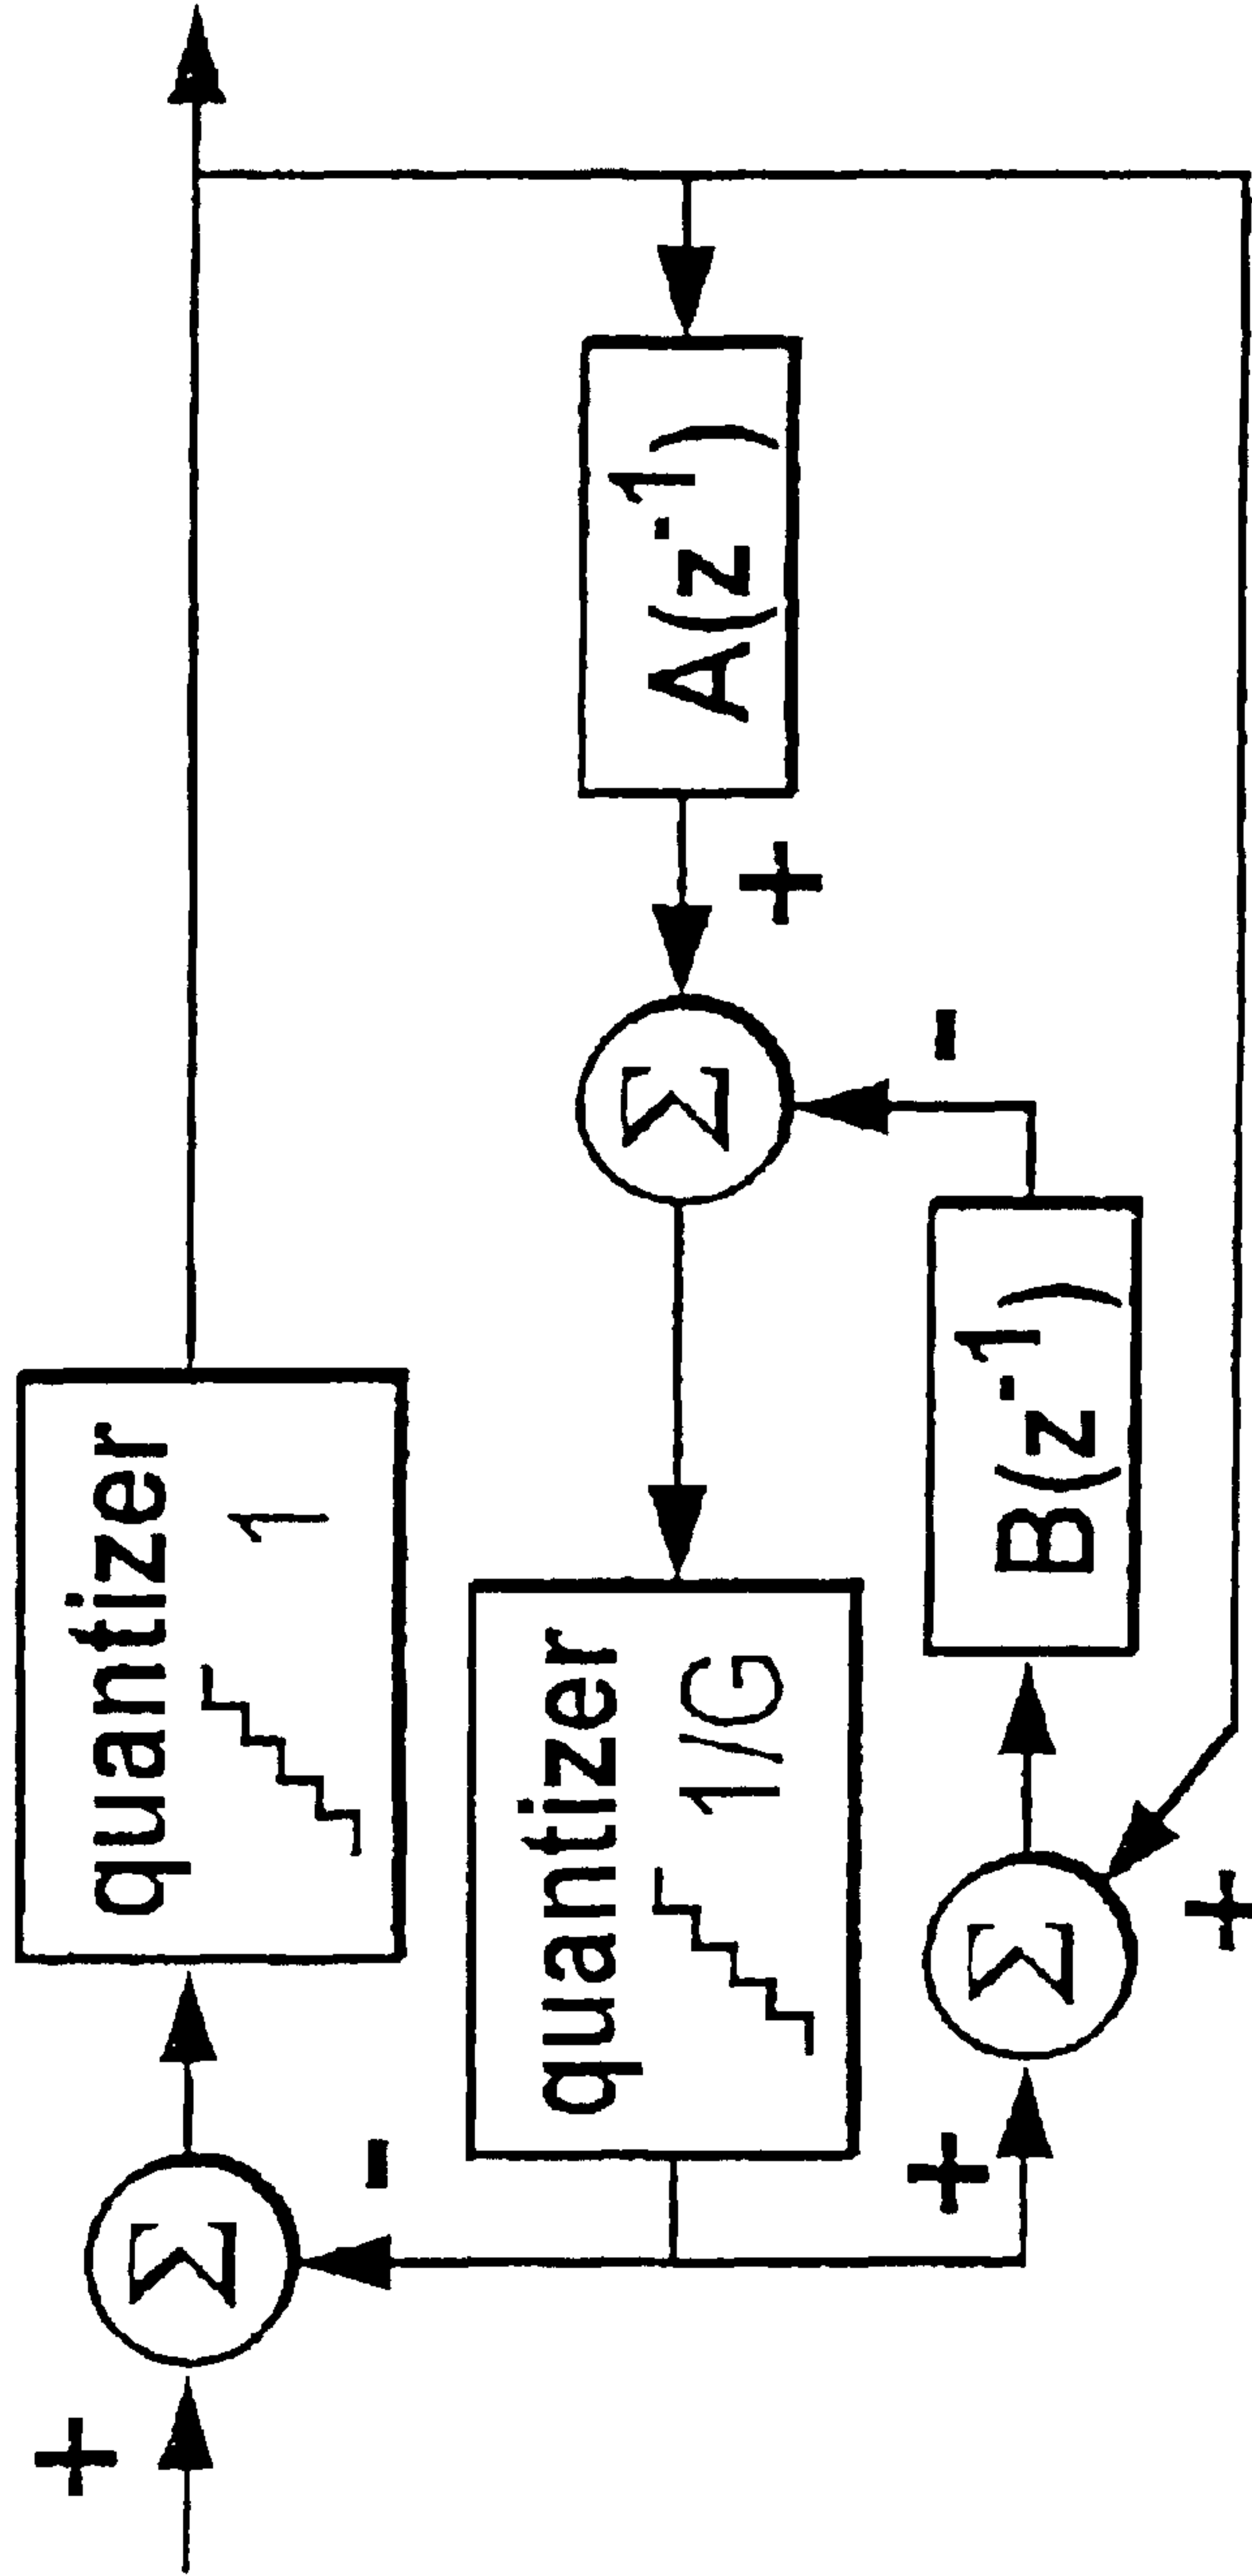 +
quantizer
1
Σ
-
quantizer
1/G
Σ
A(z⁻¹)
+
+
-
Σ
B(z⁻¹)
+